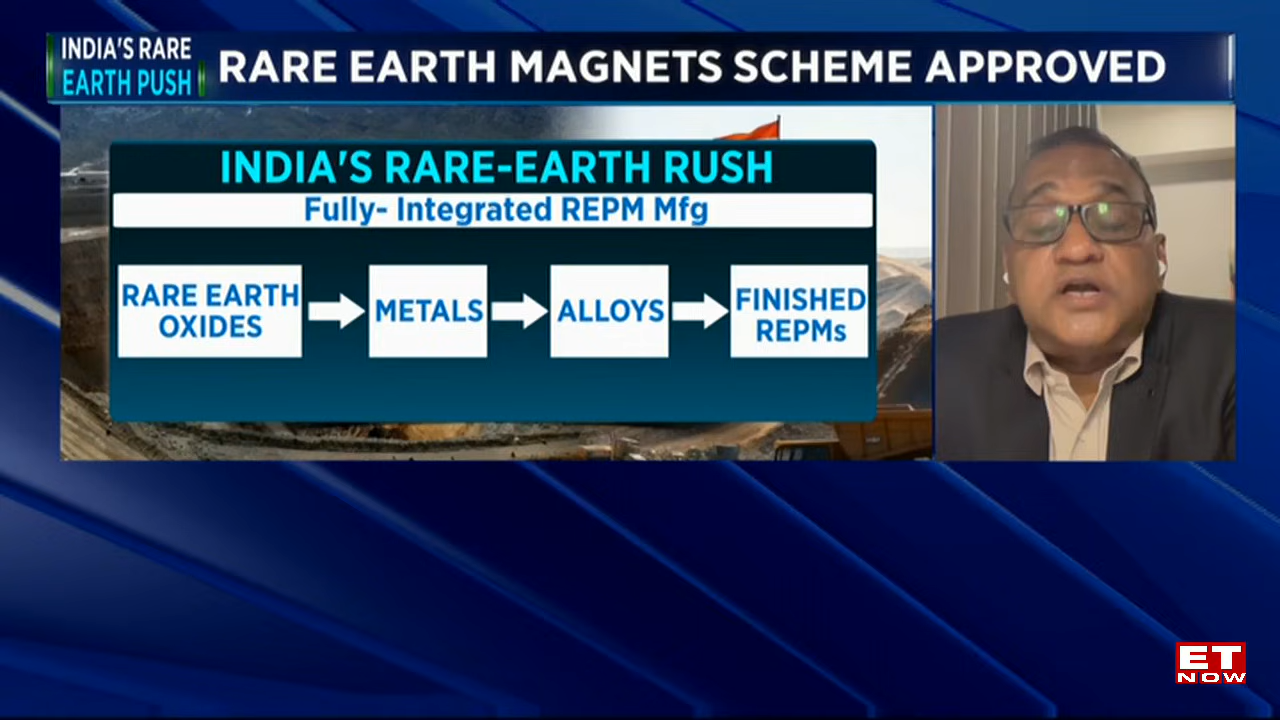 INDIA'S RARE
EARTH PUSH
RARE EARTH MAGNETS SCHEME APPROVED
INDIA'S RARE-EARTH RUSH
Fully- Integrated REPM Mfg
RARE EARTH
OXIDES
METALS
ALLOYS
FINISHED
REPMs
ET
NOW